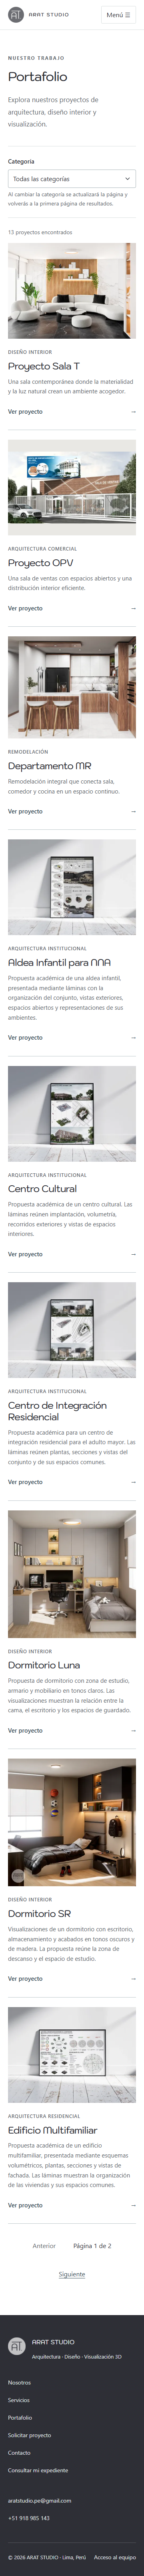 ARAT STUDIO
Menú ☰
NUESTRO TRABAJO
Portafolio
Explora nuestros proyectos de
arquitectura, diseño interior y
visualización.
Categoría
Todas las categorías
Al cambiar la categoría se actualizará la página y
volverás a la primera página de resultados.
13 proyectos encontrados
DISEÑO INTERIOR
Proyecto Sala T
Una sala contemporánea donde la materialidad
y la luz natural crean un ambiente acogedor.
Ver proyecto →
ARQUITECTURA COMERCIAL
Proyecto OPV
Una sala de ventas con espacios abiertos y una
distribución interior eficiente.
Ver proyecto →
REMODELACIÓN
Departamento MR
Remodelación integral que conecta sala,
comedor y cocina en un espacio continuo.
Ver proyecto →
ARQUITECTURA INSTITUCIONAL
Aldea Infantil para NNA
Propuesta académica de una aldea infantil,
presentada mediante láminas con la
organización del conjunto, vistas exteriores,
espacios abiertos y representaciones de sus
ambientes.
Ver proyecto →
ARQUITECTURA INSTITUCIONAL
Centro Cultural
Propuesta académica de un centro cultural. Las
láminas reúnen implantación, volumetría,
recorridos exteriores y vistas de espacios
interiores.
Ver proyecto →
ARQUITECTURA INSTITUCIONAL
Centro de Integración
Residencial
Propuesta académica para un centro de
integración residencial para el adulto mayor. Las
láminas reúnen plantas, secciones y vistas del
conjunto y de sus espacios comunes.
Ver proyecto →
DISEÑO INTERIOR
Dormitorio Luna
Propuesta de dormitorio con zona de estudio,
armario y mobiliario en tonos claros. Las
visualizaciones muestran la relación entre la
cama, el escritorio y los espacios de guardado.
Ver proyecto →
DISEÑO INTERIOR
Dormitorio SR
Visualizaciones de un dormitorio con escritorio,
almacenamiento y acabados en tonos oscuros y
de madera. La propuesta reúne la zona de
descanso y el espacio de estudio.
Ver proyecto →
ARQUITECTURA RESIDENCIAL
Edificio Multifamiliar
Propuesta académica de un edificio
multifamiliar, presentada mediante esquemas
volumétricos, plantas, secciones y vistas de
fachada. Las láminas muestran la organización
de las viviendas y sus espacios comunes.
Ver proyecto →
Anterior Página 1 de 2
Siguiente
ARAT STUDIO
Arquitectura · Diseño · Visualización 3D
Nosotros
Servicios
Portafolio
Solicitar proyecto
Contacto
Consultar mi expediente
aratstudio.pe@gmail.com
+51 918 985 143
© 2026 ARAT STUDIO · Lima, Perú Acceso al equipo